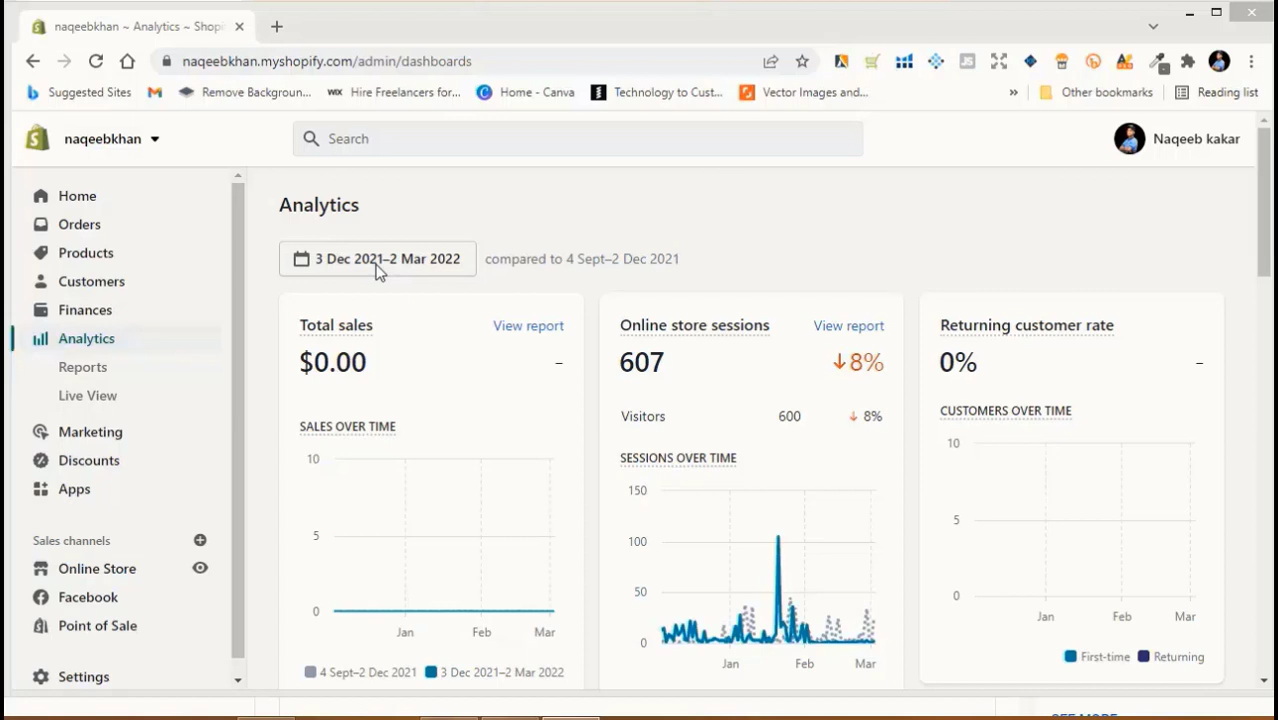 naqeebkhan ~ Analytics ~ Shopi
naqeebkhan.myshopify.com/admin/dashboards
JS
Suggested Sites
Remove Backgroun...
WIX Hire Freelancers for...
Home - Canva
Technology to Cust...
Vector Images and...
»
Other bookmarks
Reading list
naqeebkhan
Search
Naqeeb kakar
Home
Orders
Products
Customers
Finances
Analytics
Reports
Live View
Marketing
Discounts
Apps
Sales channels
Online Store
Facebook
Point of Sale
Settings
Analytics
3 Dec 2021–2 Mar 2022
compared to 4 Sept–2 Dec 2021
Total sales
View report
$0.00
–
SALES OVER TIME
10
5
0
Jan Feb Mar
4 Sept–2 Dec 2021
3 Dec 2021–2 Mar 2022
Online store sessions
View report
607
↓8%
Visitors 600 ↓ 8%
SESSIONS OVER TIME
150
100
50
0
Jan Feb Mar
Returning customer rate
0%
–
CUSTOMERS OVER TIME
10
5
0
Jan Feb Mar
First-time
Returning